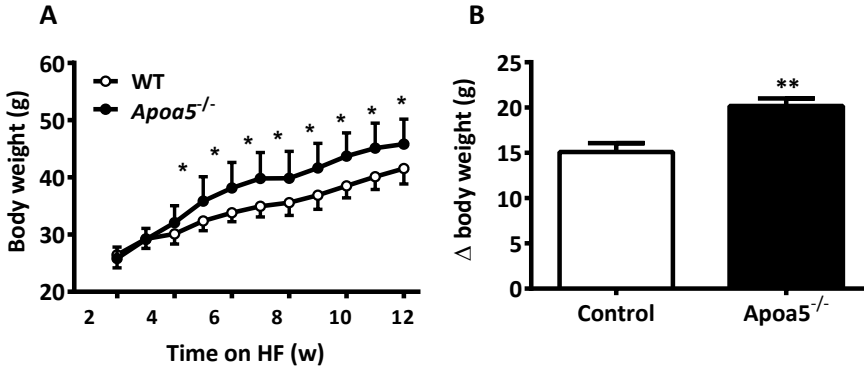 A
Body weight (g)
60
50
40
30
20
WT
Apoa5-/-
* * * * * * * * *
2 4 6 8 10 12
Time on HF (w)
B
Δ body weight (g)
25
20
15
10
5
0
**
Control Apoa5-/-